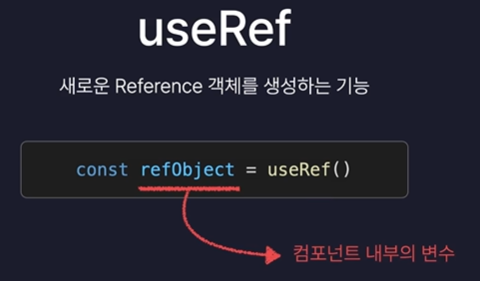 useRef
새로운 Reference 객체를 생성하는 기능
const refObject = useRef()
컴포넌트 내부의 변수